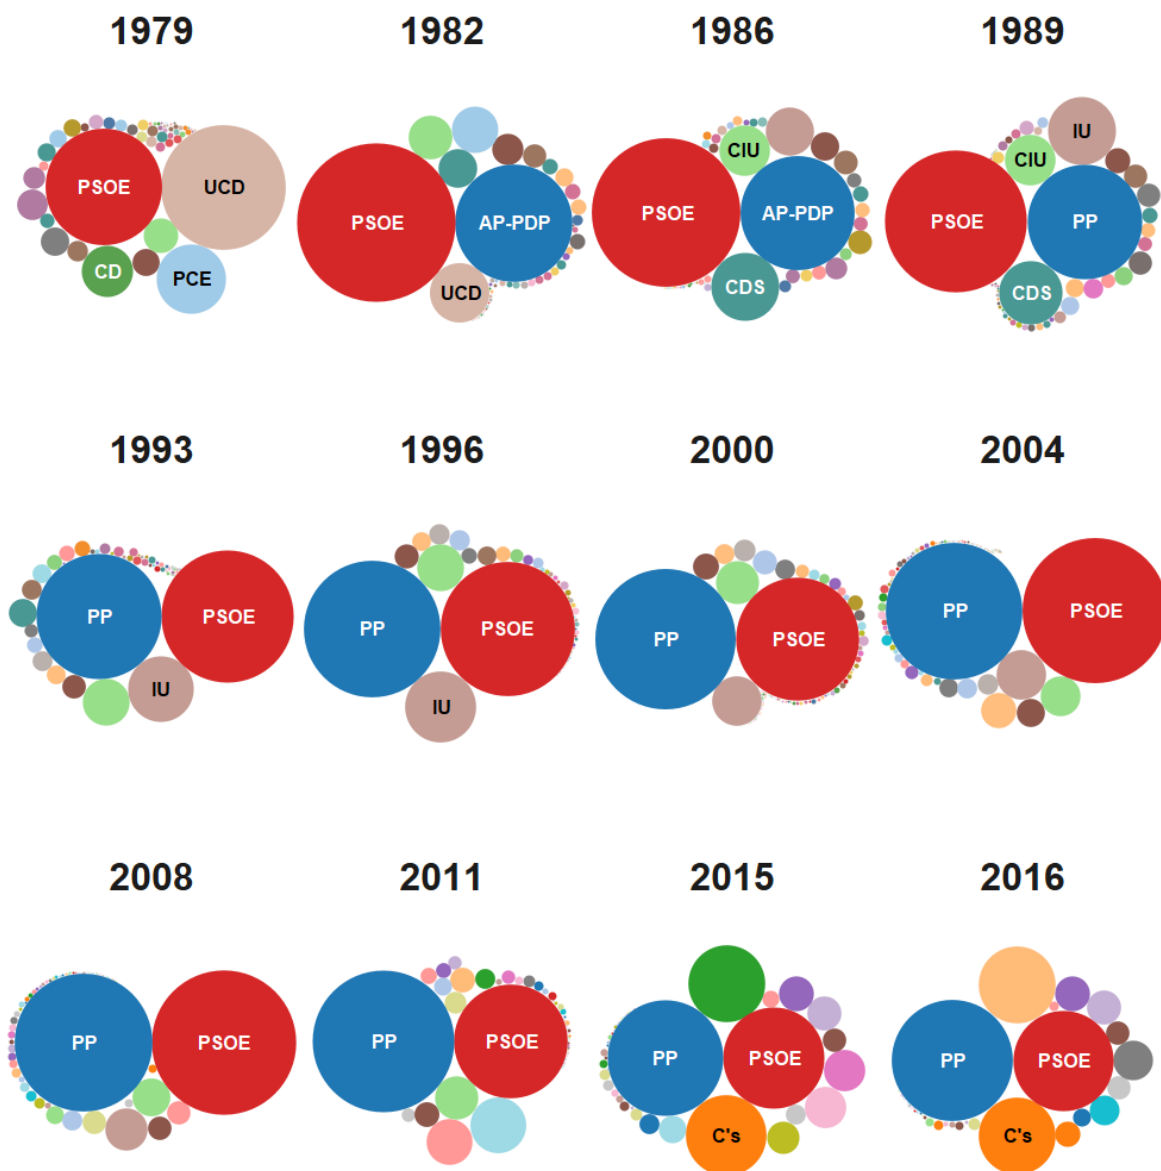 1979 1982 1986 1989
IU
CIU CIU
PSOE UCD PSOE AP-PDP PSOE AP-PDP PSOE PP
CD PCE UCD CDS CDS
1993 1996 2000 2004
PP PSOE PP PSOE PP PSOE PP PSOE
IU IU
2008 2011 2015 2016
PP PSOE PP PSOE PP PSOE PP PSOE
C's C's